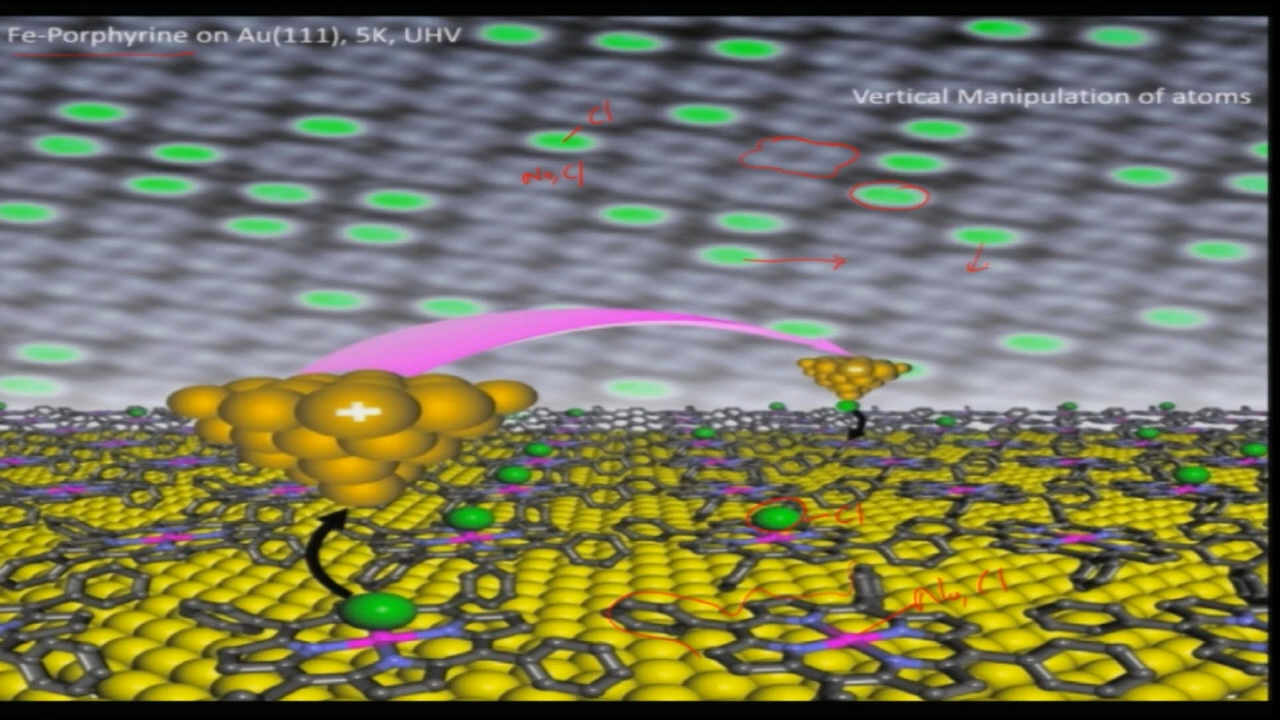 Fe-Porphyrine on Au(111), 5K, UHV
Vertical Manipulation of atoms
Cl
Cl